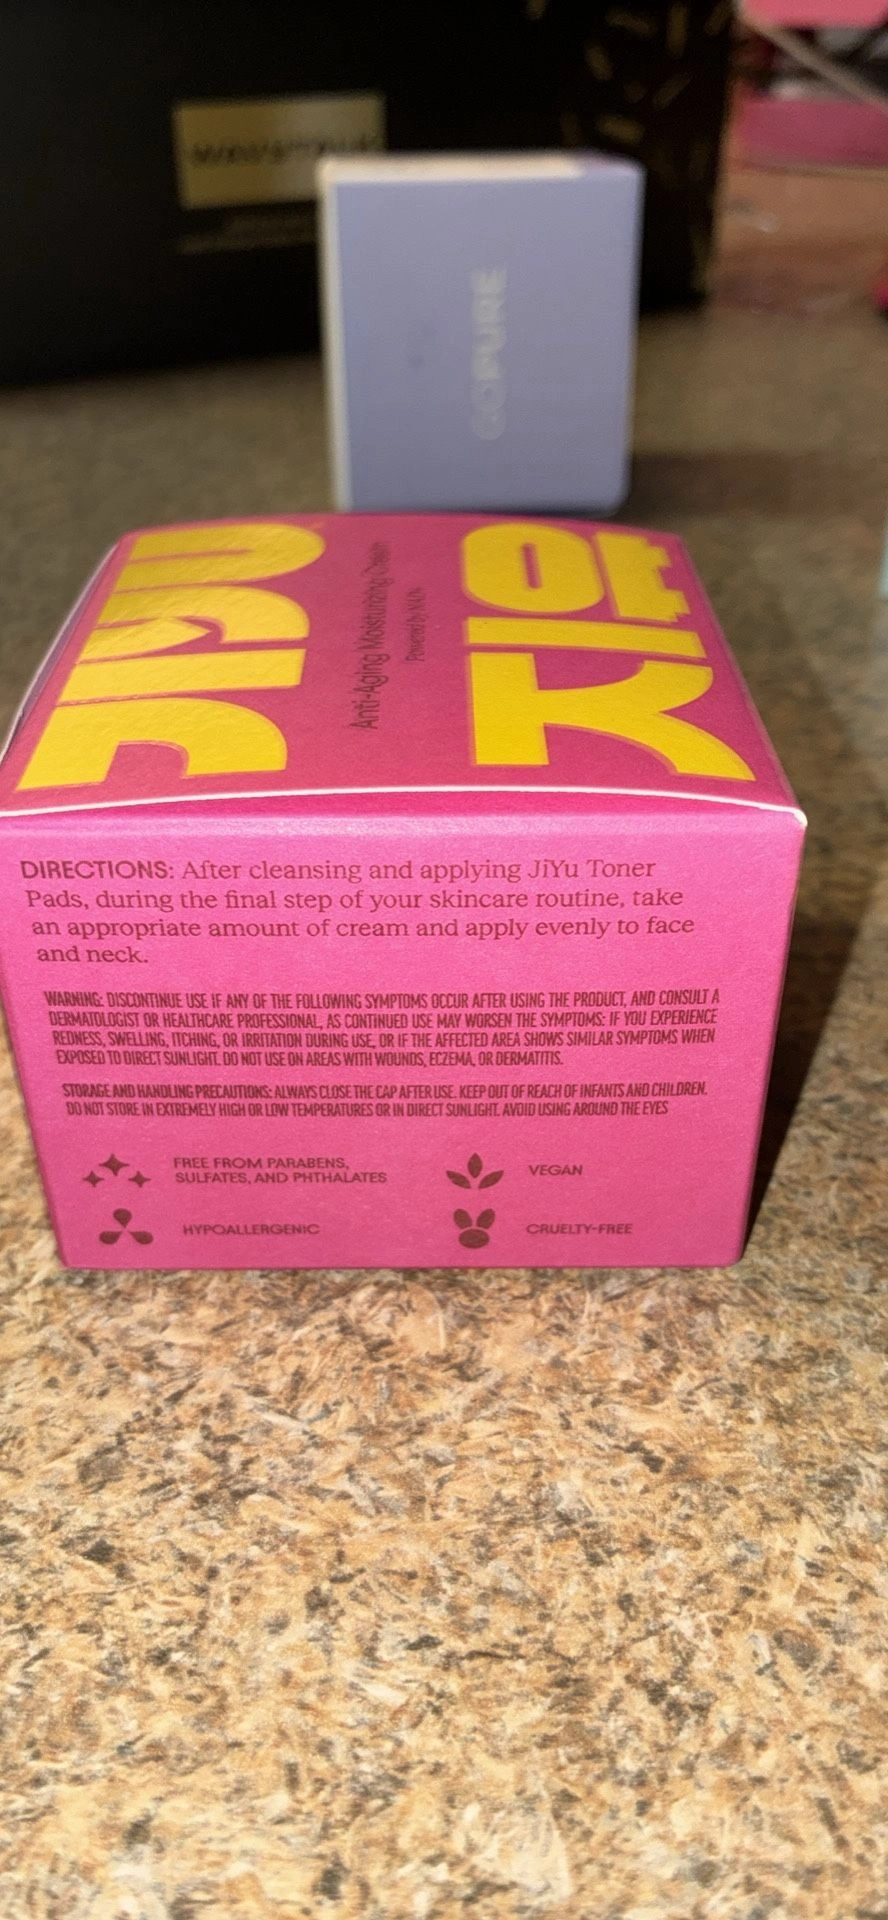 GOPURE
Anti-Aging Moisturizing Cream
Powered by
DIRECTIONS: After cleansing and applying JiYu Toner
Pads, during the final step of your skincare routine, take
an appropriate amount of cream and apply evenly to face
and neck.
WARNING: DISCONTINUE USE IF ANY OF THE FOLLOWING SYMPTOMS OCCUR AFTER USING THE PRODUCT, AND CONSULT A
DERMATOLOGIST OR HEALTHCARE PROFESSIONAL, AS CONTINUED USE MAY WORSEN THE SYMPTOMS: IF YOU EXPERIENCE
REDNESS, SWELLING, ITCHING, OR IRRITATION DURING USE, OR IF THE AFFECTED AREA SHOWS SIMILAR SYMPTOMS WHEN
EXPOSED TO DIRECT SUNLIGHT. DO NOT USE ON AREAS WITH WOUNDS, ECZEMA, OR DERMATITIS.
STORAGE AND HANDLING PRECAUTIONS: ALWAYS CLOSE THE CAP AFTER USE. KEEP OUT OF REACH OF INFANTS AND CHILDREN.
DO NOT STORE IN EXTREMELY HIGH OR LOW TEMPERATURES OR IN DIRECT SUNLIGHT. AVOID USING AROUND THE EYES
FREE FROM PARABENS,
SULFATES, AND PHTHALATES
VEGAN
HYPOALLERGENIC
CRUELTY-FREE